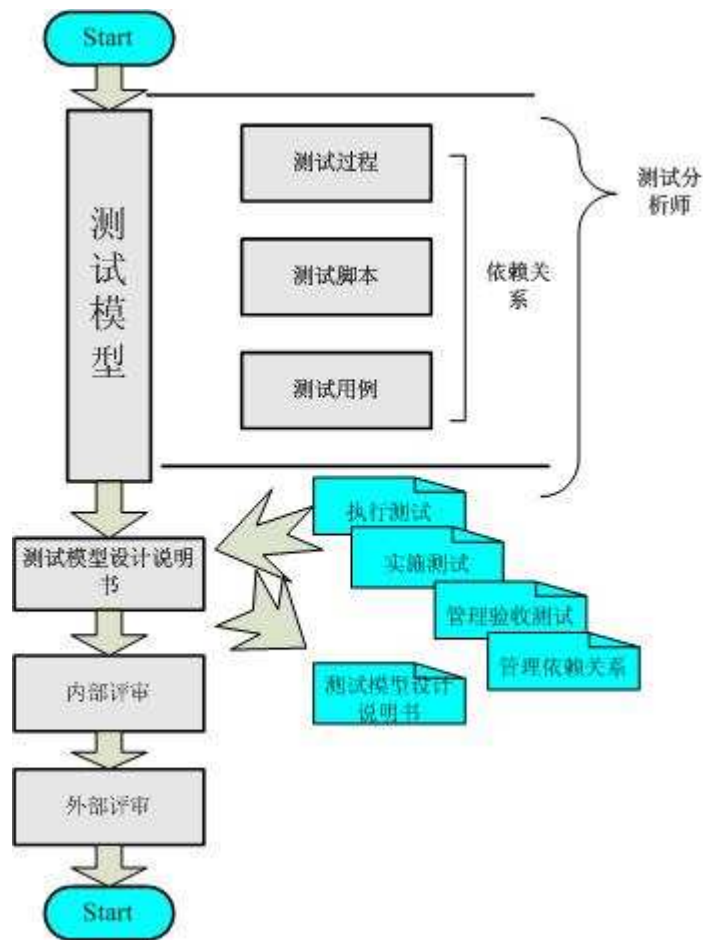 Start
测试模型
测试过程
测试脚本
测试用例
依赖关
系
测试分
析师
执行测试
实施测试
管理验收测试
管理依赖关系
测试模型设计说明
书
测试模型设计
说明书
内部评审
外部评审
Start